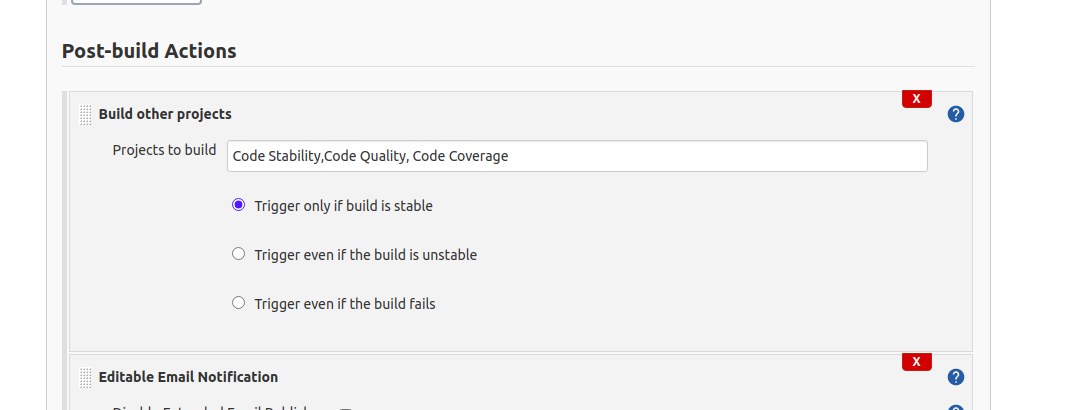 Post-build Actions
X
Build other projects
?
Projects to build
Code Stability,Code Quality, Code Coverage
Trigger only if build is stable
Trigger even if the build is unstable
Trigger even if the build fails
X
Editable Email Notification
?